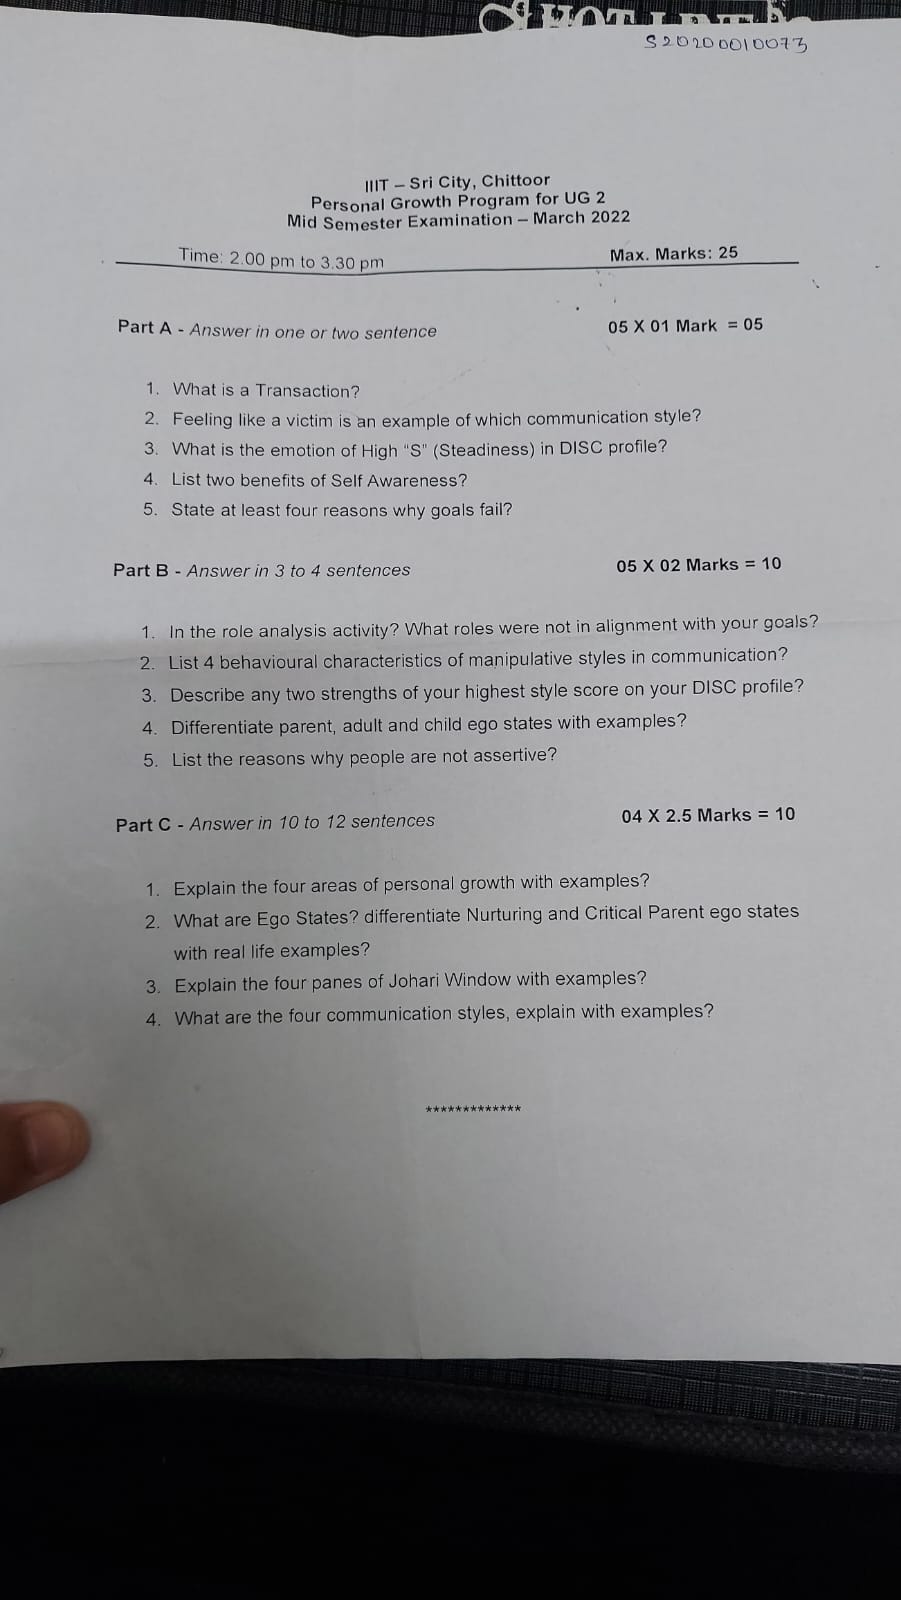 HOT
S20200010073
IIIT – Sri City, Chittoor
Personal Growth Program for UG 2
Mid Semester Examination – March 2022
Time: 2.00 pm to 3.30 pm Max. Marks: 25
Part A - Answer in one or two sentence 05 X 01 Mark = 05
1. What is a Transaction?
2. Feeling like a victim is an example of which communication style?
3. What is the emotion of High “S” (Steadiness) in DISC profile?
4. List two benefits of Self Awareness?
5. State at least four reasons why goals fail?
Part B - Answer in 3 to 4 sentences 05 X 02 Marks = 10
1. In the role analysis activity? What roles were not in alignment with your goals?
2. List 4 behavioural characteristics of manipulative styles in communication?
3. Describe any two strengths of your highest style score on your DISC profile?
4. Differentiate parent, adult and child ego states with examples?
5. List the reasons why people are not assertive?
Part C - Answer in 10 to 12 sentences 04 X 2.5 Marks = 10
1. Explain the four areas of personal growth with examples?
2. What are Ego States? differentiate Nurturing and Critical Parent ego states
with real life examples?
3. Explain the four panes of Johari Window with examples?
4. What are the four communication styles, explain with examples?
*************